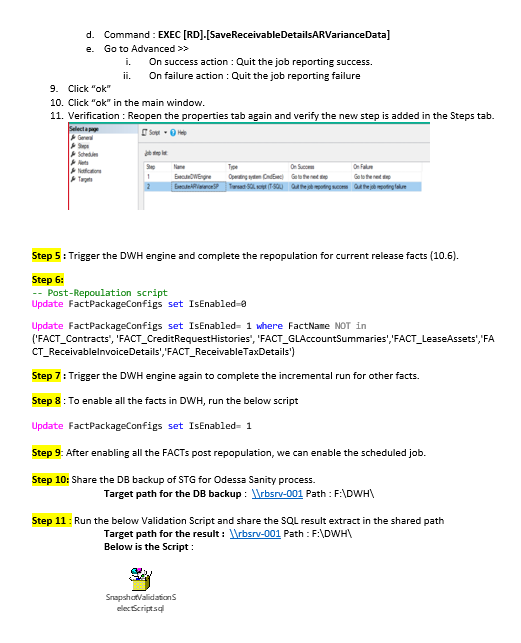 d. Command : EXEC [RD].[SaveReceivableDetailsARVarianceData]
e. Go to Advanced >>
i. On success action : Quit the job reporting success.
ii. On failure action : Quit the job reporting failure
9. Click “ok”
10. Click “ok” in the main window.
11. Verification : Reopen the properties tab again and verify the new step is added in the Steps tab.
Select a page
General
Steps
Schedules
Alerts
Notifications
Targets
Script Help
Job step list:
Step Name Type On Success On Failure
1 ExecuteDWEngine Operating system (CmdExec) Go to the next step Go to the next step
2 ExecuteARVarianceSP Transact-SQL script (T-SQL) Quit the job reporting success Quit the job reporting failure
Step 5 : Trigger the DWH engine and complete the repopulation for current release facts (10.6).
Step 6:
-- Post-Repoulation script
Update FactPackageConfigs set IsEnabled=0
Update FactPackageConfigs set IsEnabled= 1 where FactName NOT in
('FACT_Contracts', 'FACT_CreditRequestHistories', 'FACT_GLAccountSummaries','FACT_LeaseAssets','FA
CT_ReceivableInvoiceDetails','FACT_ReceivableTaxDetails')
Step 7 : Trigger the DWH engine again to complete the incremental run for other facts.
Step 8 : To enable all the facts in DWH, run the below script
Update FactPackageConfigs set IsEnabled= 1
Step 9: After enabling all the FACTs post repopulation, we can enable the scheduled job.
Step 10: Share the DB backup of STG for Odessa Sanity process.
Target path for the DB backup : \\rbsrv-001 Path : F:\DWH\
Step 11 : Run the below Validation Script and share the SQL result extract in the shared path
Target path for the result : \\rbsrv-001 Path : F:\DWH\
Below is the Script :
SnapshotValidationS
electScript.sql